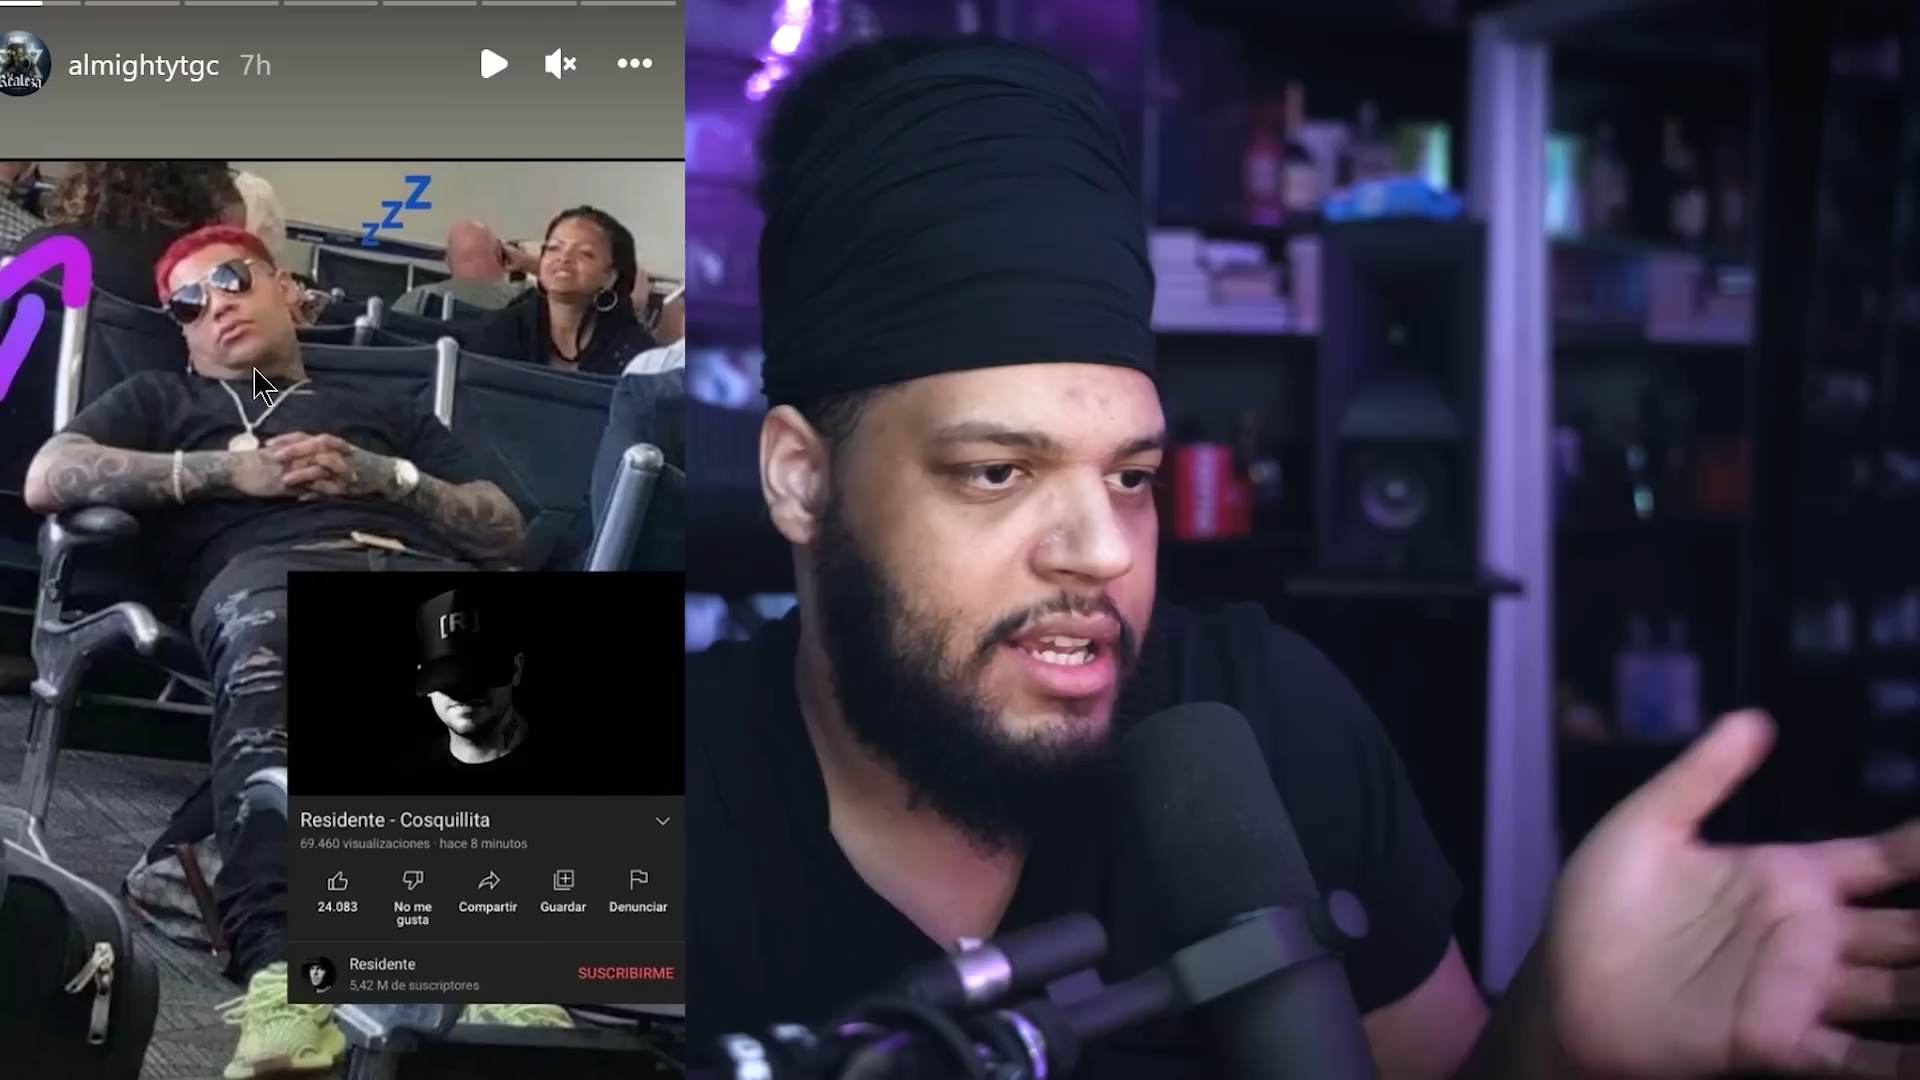 almightytgc 7h
Realeza
z z Z
[R]
Residente - Cosquillita
69.460 visualizaciones · hace 8 minutos
24.083 No me gusta Compartir Guardar Denunciar
Residente
5,42 M de suscriptores
SUSCRIBIRME